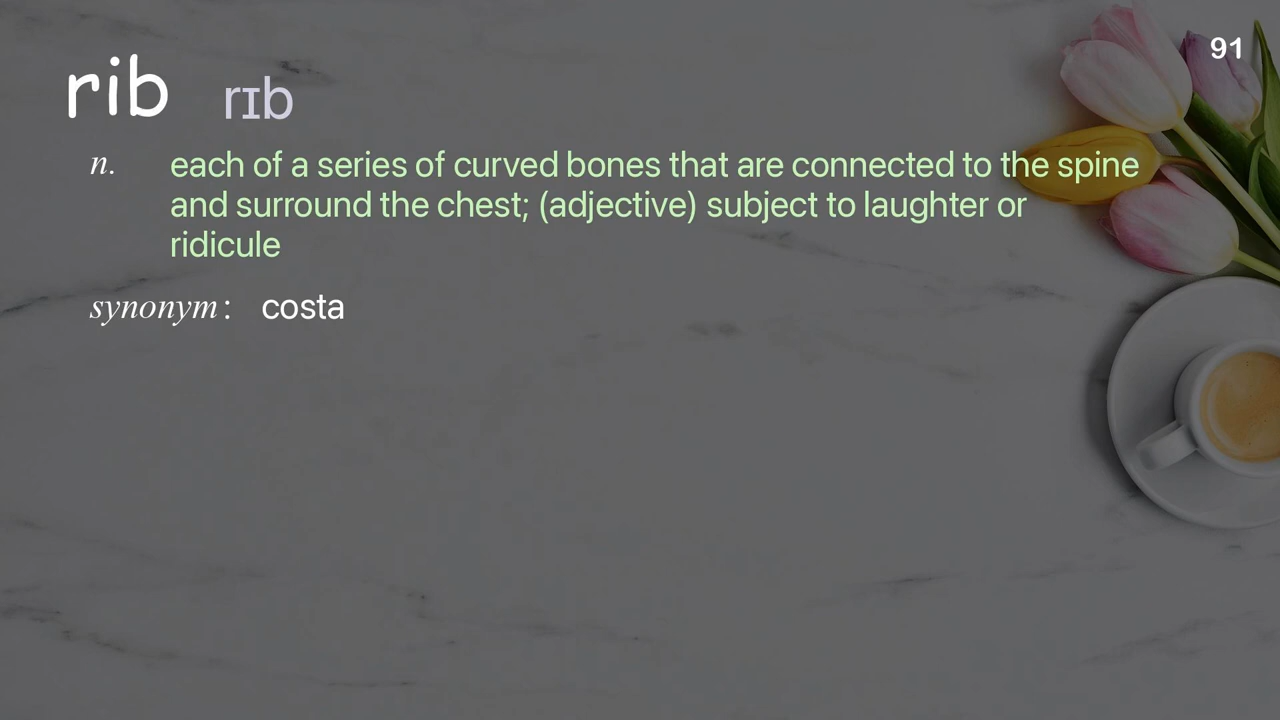 91
rib rɪb
n. each of a series of curved bones that are connected to the spine
and surround the chest; (adjective) subject to laughter or
ridicule
synonym : costa